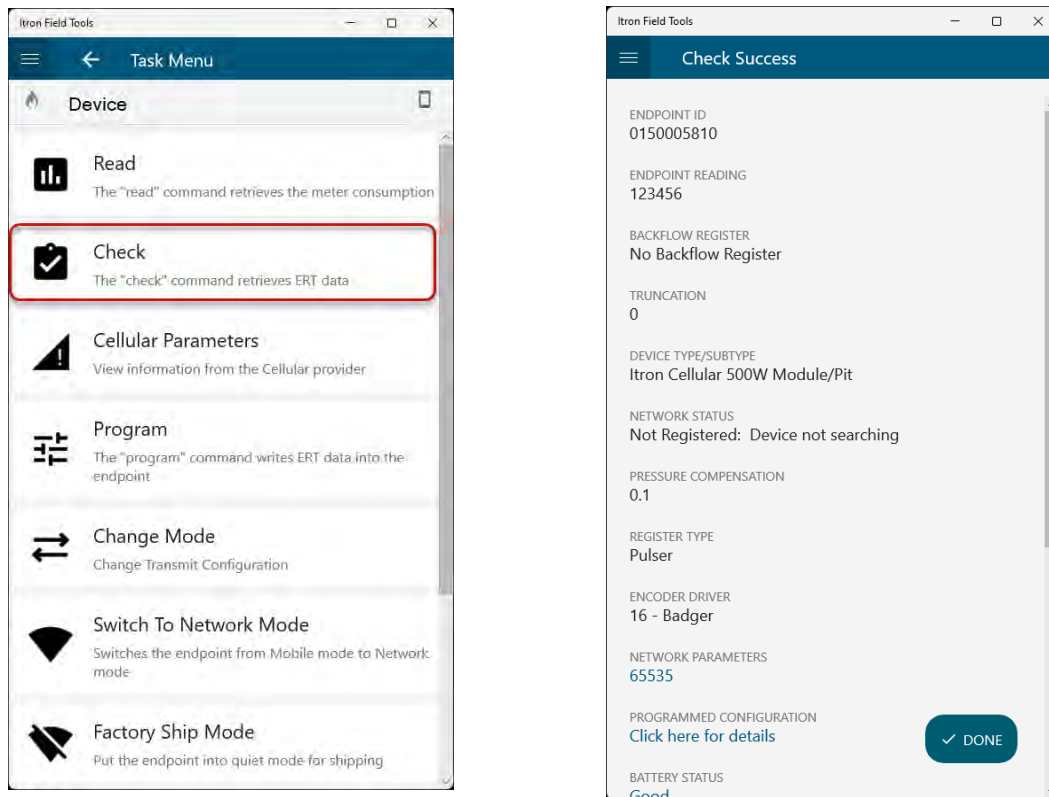 Itron Field Tools
Task Menu
Device
Read
The "read" command retrieves the meter consumption
Check
The "check" command retrieves ERT data
Cellular Parameters
View information from the Cellular provider
Program
The "program" command writes ERT data into the
endpoint
Change Mode
Change Transmit Configuration
Switch To Network Mode
Switches the endpoint from Mobile mode to Network
mode
Factory Ship Mode
Put the endpoint into quiet mode for shipping
Itron Field Tools
Check Success
ENDPOINT ID
0150005810
ENDPOINT READING
123456
BACKFLOW REGISTER
No Backflow Register
TRUNCATION
0
DEVICE TYPE/SUBTYPE
Itron Cellular 500W Module/Pit
NETWORK STATUS
Not Registered: Device not searching
PRESSURE COMPENSATION
0.1
REGISTER TYPE
Pulser
ENCODER DRIVER
16 - Badger
NETWORK PARAMETERS
65535
PROGRAMMED CONFIGURATION
Click here for details
DONE
BATTERY STATUS
Good